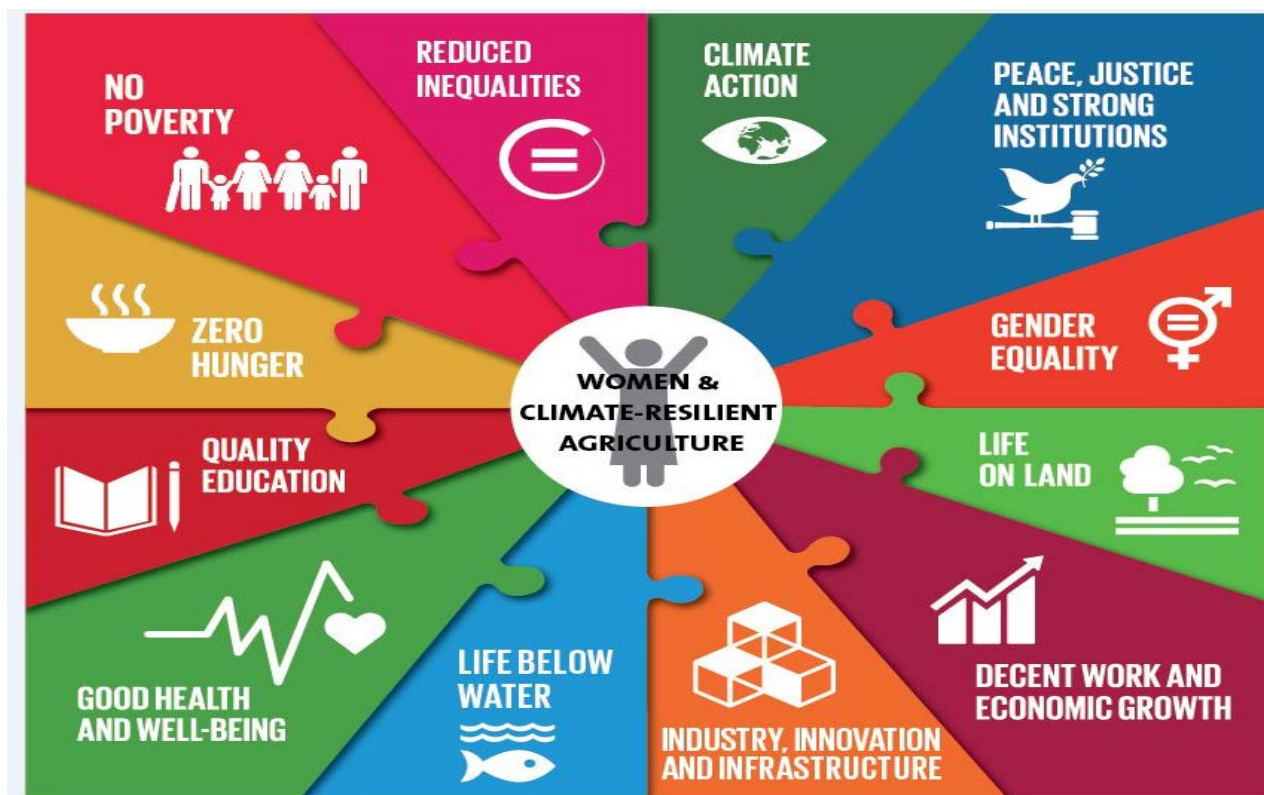 NO
POVERTY
REDUCED
INEQUALITIES
CLIMATE
ACTION
PEACE, JUSTICE
AND STRONG
INSTITUTIONS
GENDER
EQUALITY
LIFE
ON LAND
DECENT WORK AND
ECONOMIC GROWTH
INDUSTRY, INNOVATION
AND INFRASTRUCTURE
LIFE BELOW
WATER
GOOD HEALTH
AND WELL-BEING
QUALITY
EDUCATION
ZERO
HUNGER
WOMEN &
CLIMATE-RESILIENT
AGRICULTURE